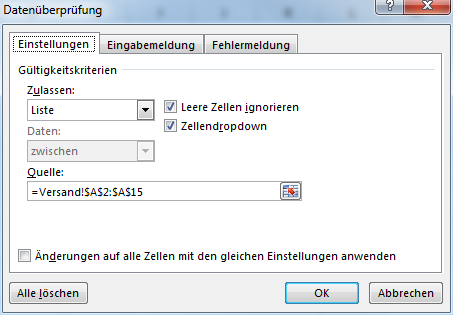 Datenüberprüfung
Einstellungen Eingabemeldung Fehlermeldung
Gültigkeitskriterien
Zulassen:
Liste
Leere Zellen ignorieren
Zellendropdown
Daten:
zwischen
Quelle:
=Versand!$A$2:$A$15
Änderungen auf alle Zellen mit den gleichen Einstellungen anwenden
Alle löschen OK Abbrechen